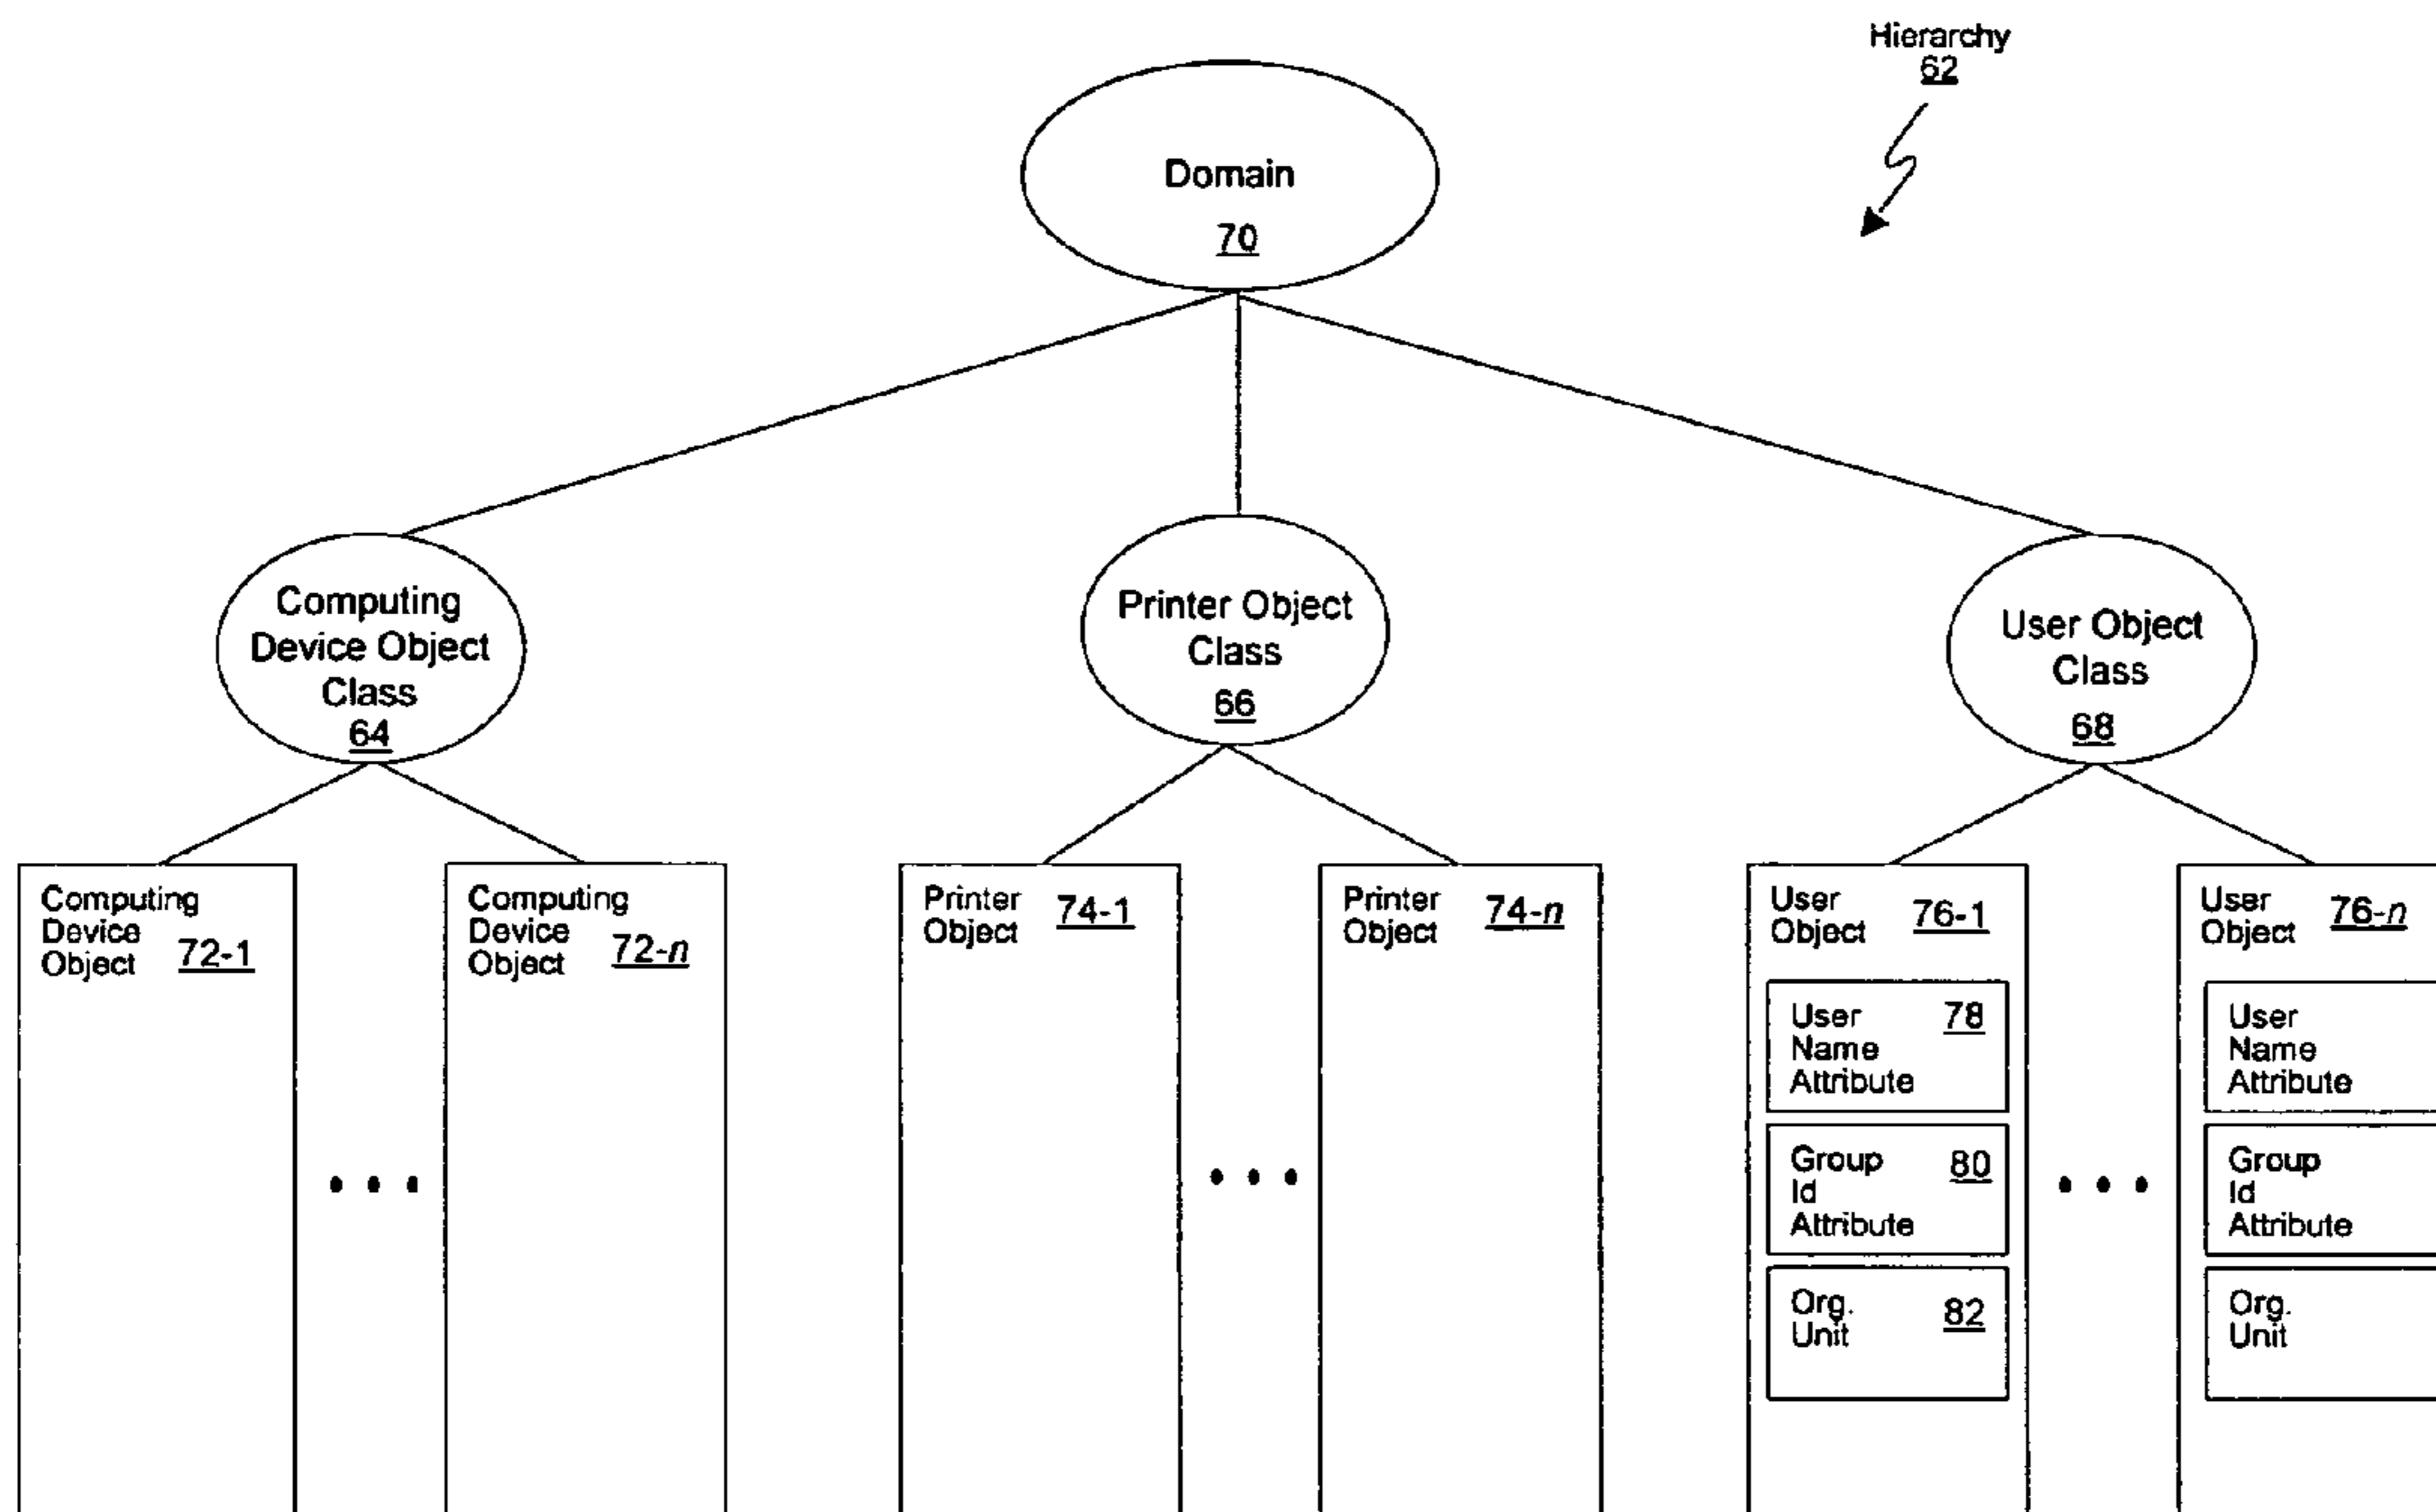 Hierarchy
62
Domain
70
Computing
Device Object
Class
64
Printer Object
Class
66
User Object
Class
68
Computing
Device
Object
72-1
Computing
Device
Object
72-n
Printer
Object
74-1
Printer
Object
74-n
User
Object
76-1
User
Name
Attribute
78
Group
Id
Attribute
80
Org.
Unit
82
User
Object
76-n
User
Name
Attribute
Group
Id
Attribute
Org.
Unit